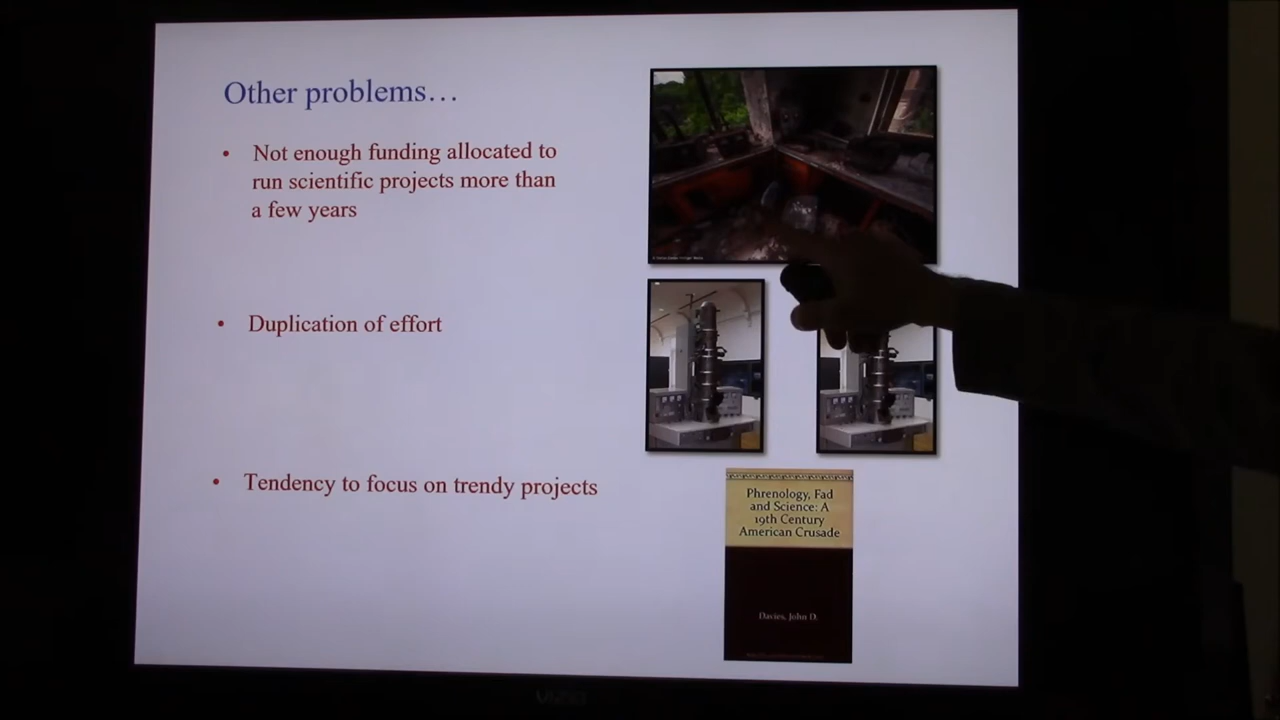 Other problems…
• Not enough funding allocated to
run scientific projects more than
a few years
• Duplication of effort
• Tendency to focus on trendy projects
Phrenology, Fad
and Science: A
19th Century
American Crusade
Davies, John D.
VIZIO